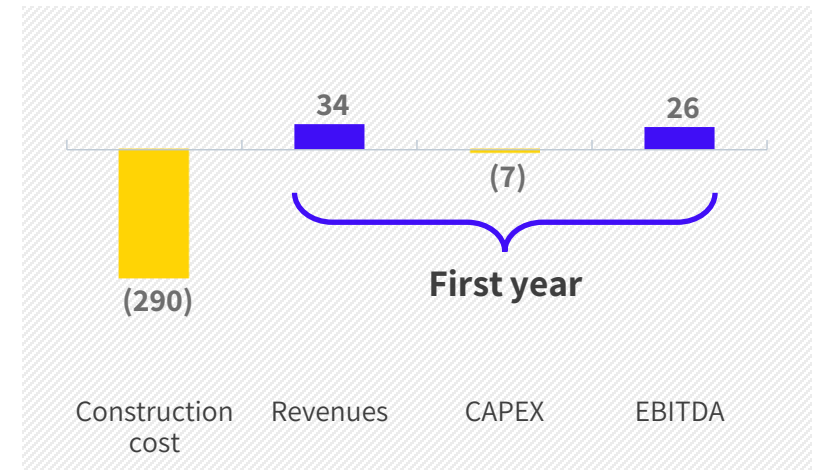 34
26
(7)
First year
(290)
Construction
cost
Revenues
CAPEX
EBITDA